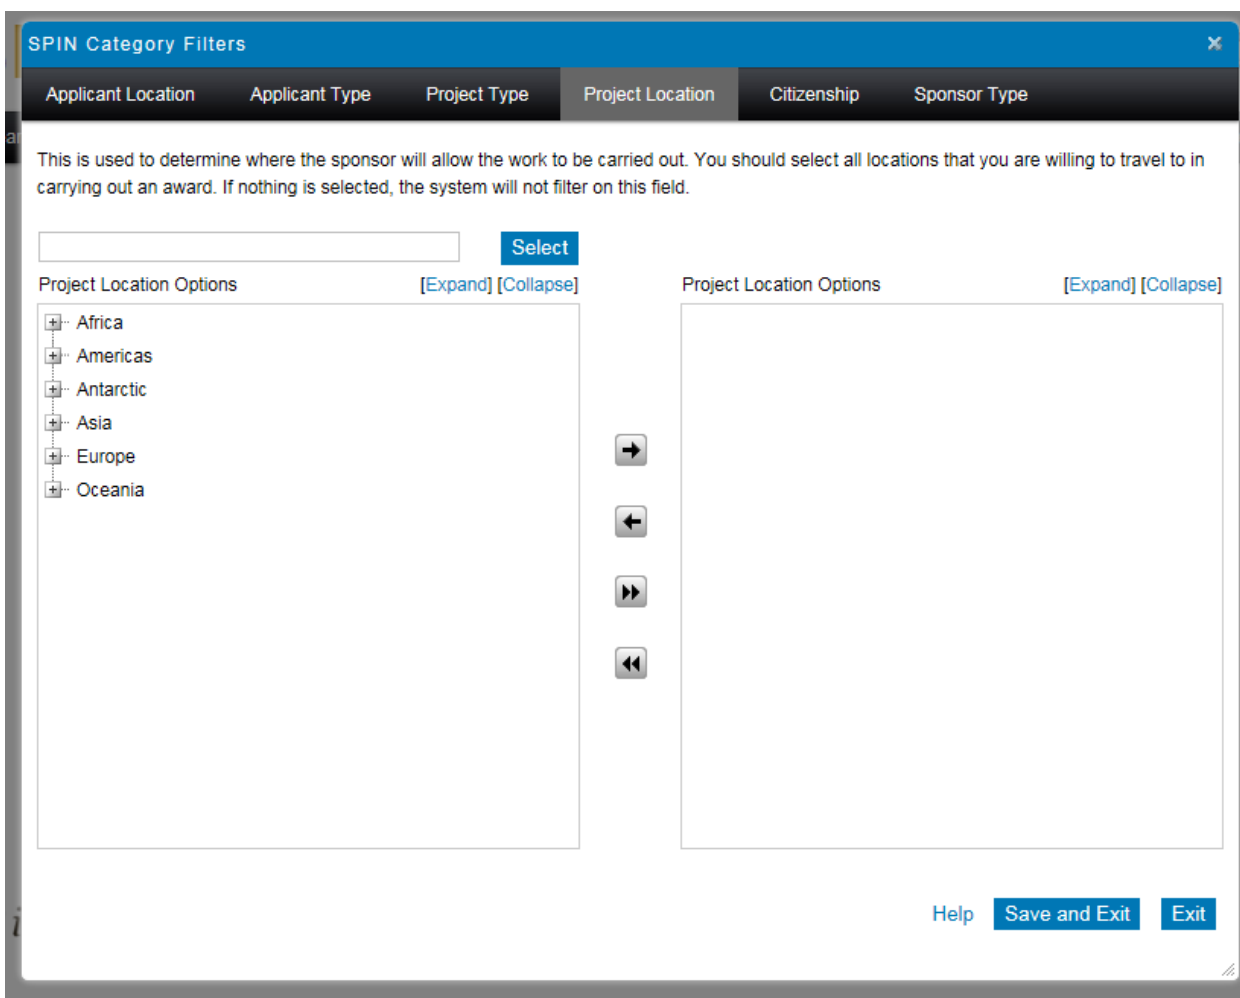 SPIN Category Filters
Applicant Location Applicant Type Project Type Project Location Citizenship Sponsor Type
This is used to determine where the sponsor will allow the work to be carried out. You should select all locations that you are willing to travel to in
carrying out an award. If nothing is selected, the system will not filter on this field.
Select
Project Location Options [Expand] [Collapse] Project Location Options [Expand] [Collapse]
Africa
Americas
Antarctic
Asia
Europe
Oceania
Help Save and Exit Exit